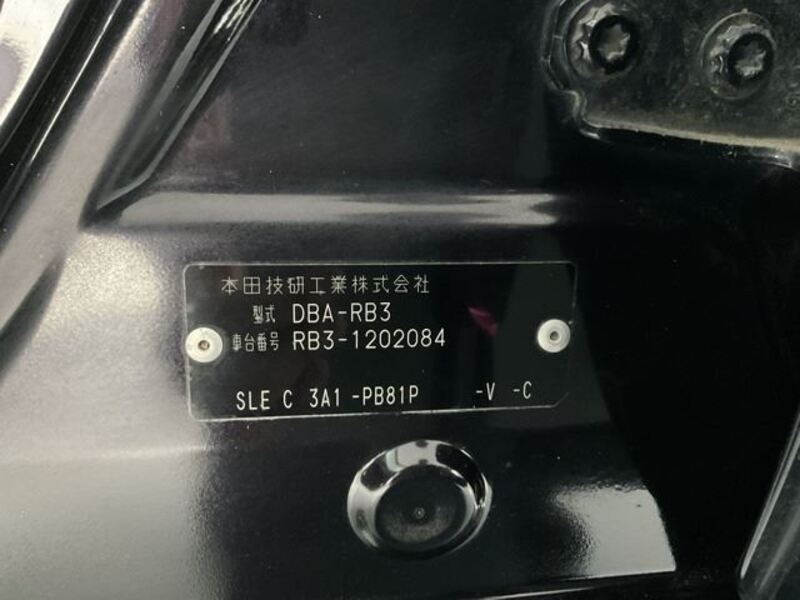 本田技研工業株式会社
型式 DBA-RB3
車台番号 RB3-1202084
SLE C 3A1 -PB81P -V -C